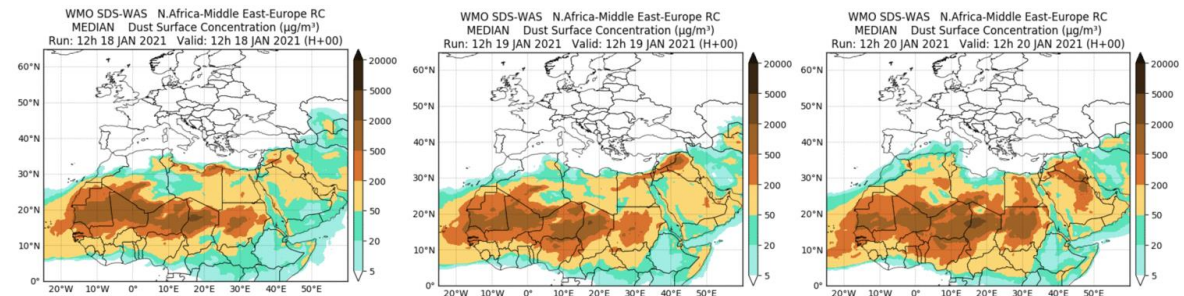 WMO SDS-WAS N.Africa-Middle East-Europe RC
MEDIAN Dust Surface Concentration (µg/m³)
Run: 12h 18 JAN 2021 Valid: 12h 18 JAN 2021 (H+00)
60°N
50°N
40°N
30°N
20°N
10°N
0°
20°W 10°W 0° 10°E 20°E 30°E 40°E 50°E
20000
5000
2000
500
200
50
20
5
WMO SDS-WAS N.Africa-Middle East-Europe RC
MEDIAN Dust Surface Concentration (µg/m³)
Run: 12h 19 JAN 2021 Valid: 12h 19 JAN 2021 (H+00)
60°N
50°N
40°N
30°N
20°N
10°N
0°
20°W 10°W 0° 10°E 20°E 30°E 40°E 50°E
20000
5000
2000
500
200
50
20
5
WMO SDS-WAS N.Africa-Middle East-Europe RC
MEDIAN Dust Surface Concentration (µg/m³)
Run: 12h 20 JAN 2021 Valid: 12h 20 JAN 2021 (H+00)
60°N
50°N
40°N
30°N
20°N
10°N
0°
20°W 10°W 0° 10°E 20°E 30°E 40°E 50°E
20000
5000
2000
500
200
50
20
5